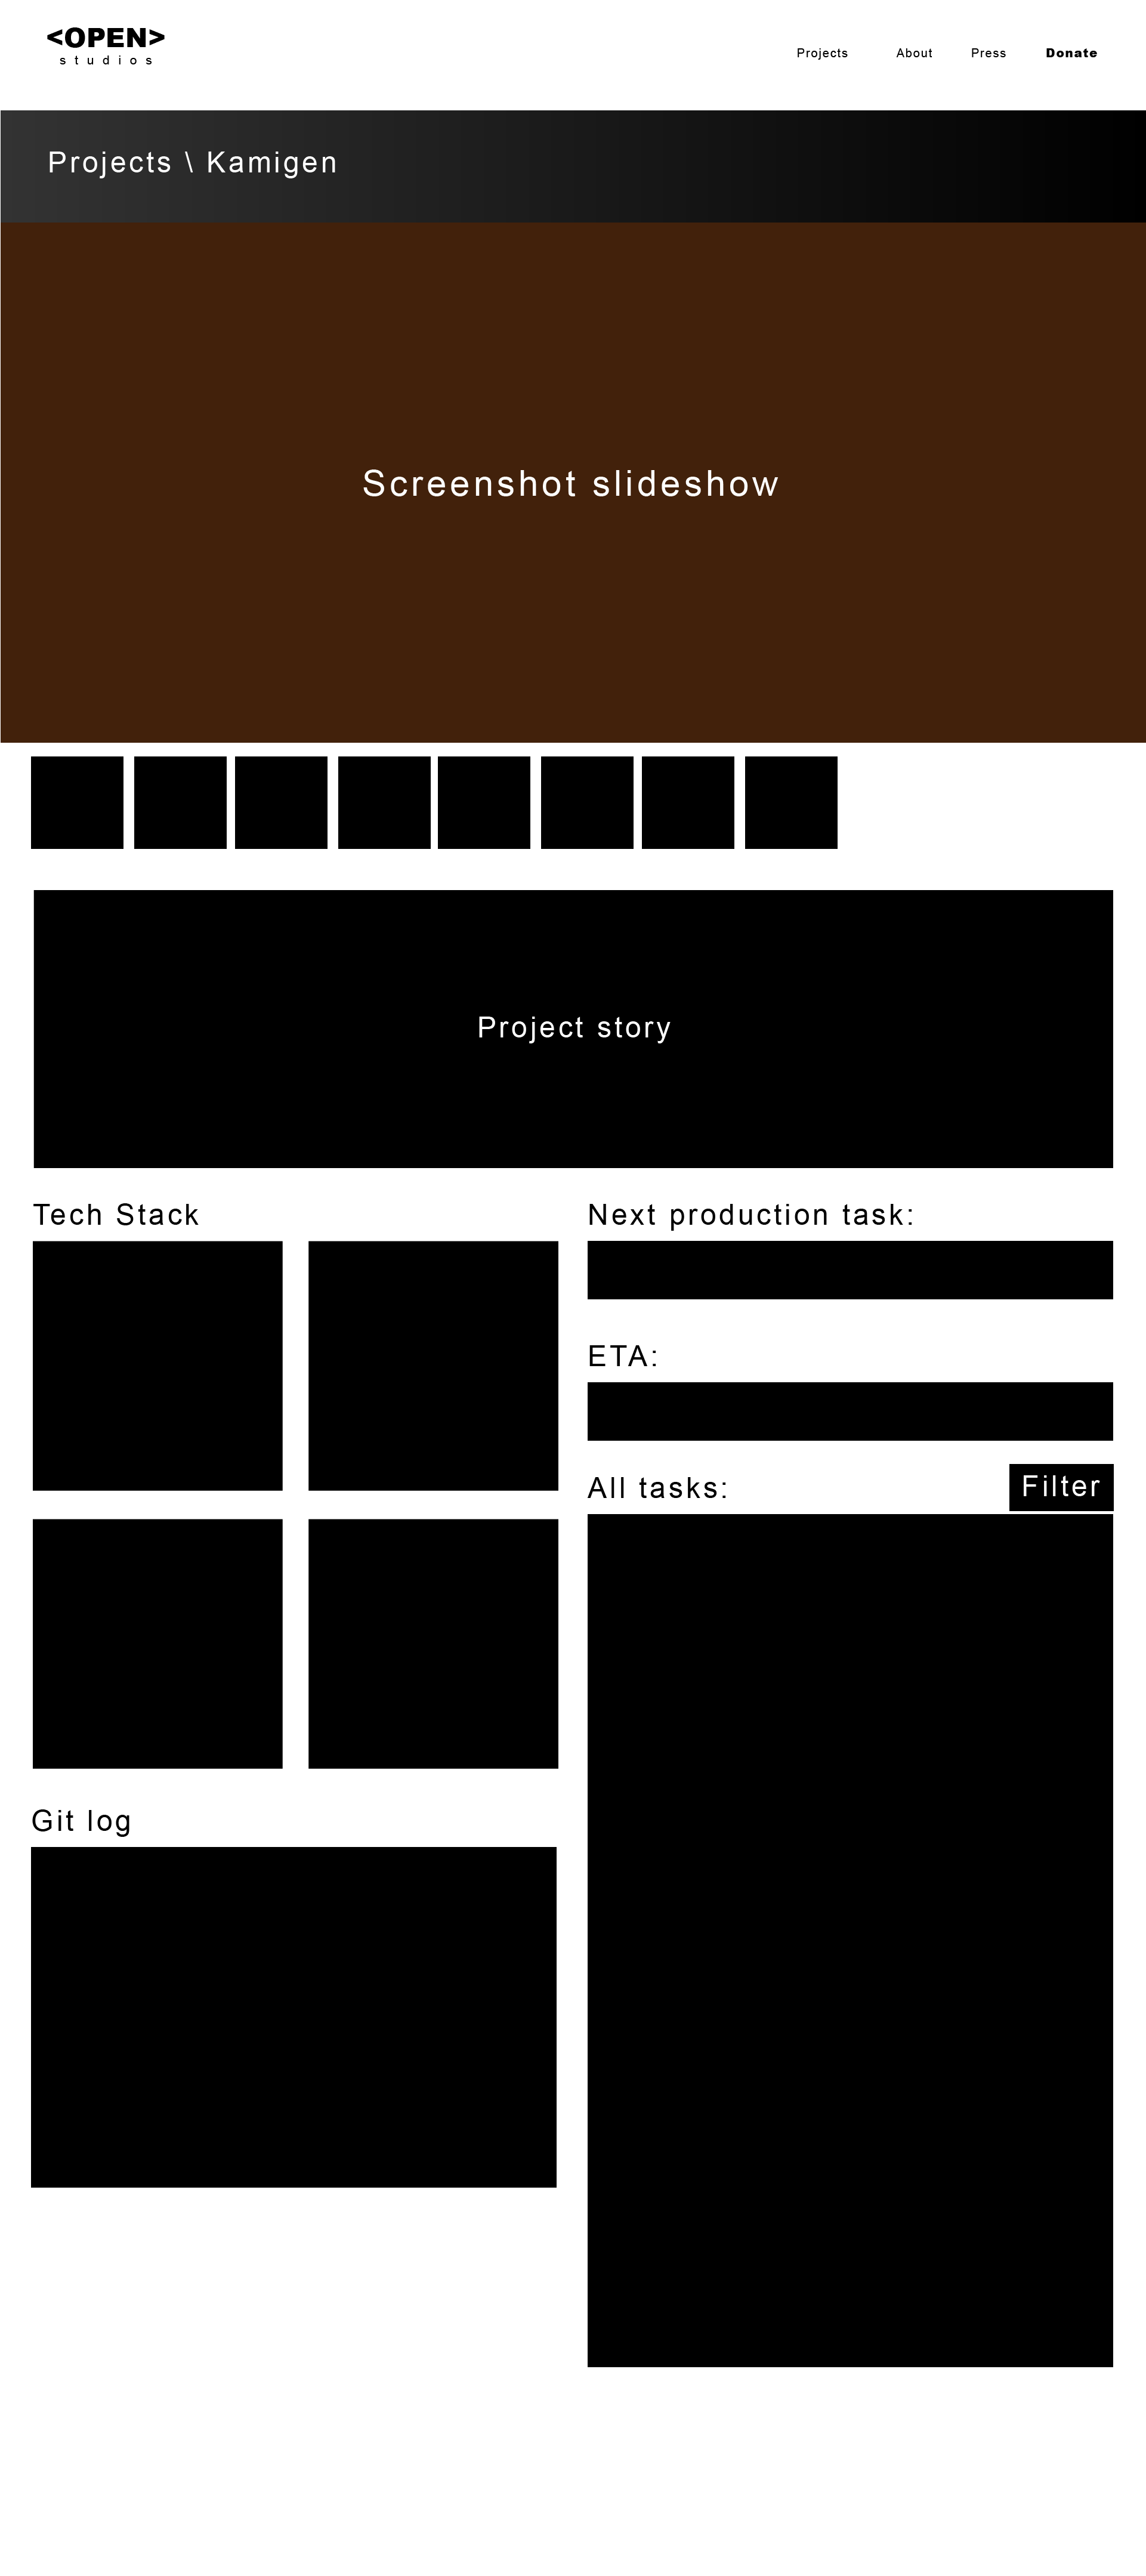 <OPEN>
studios
Projects About Press Donate
Projects \ Kamigen
Screenshot slideshow
Project story
Tech Stack
Next production task:
ETA:
All tasks:
Filter
Git log